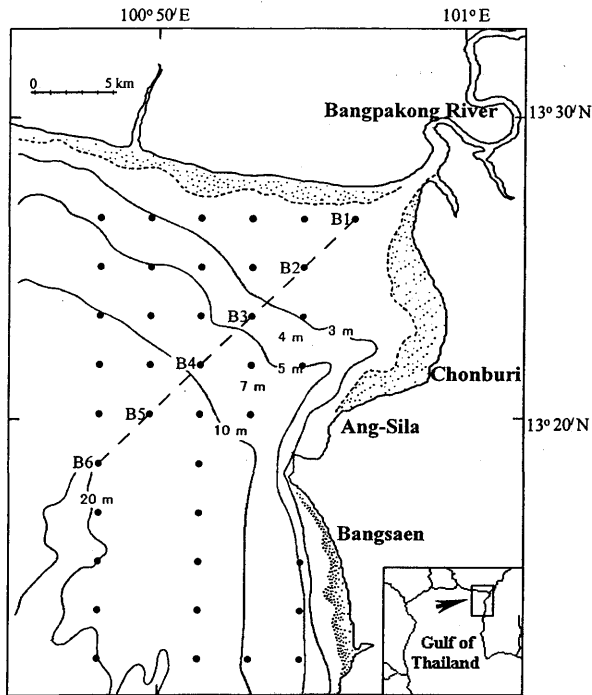 100° 50′E
101° E
0 5 km
Bangpakong River
13° 30′N
B1
B2
B3
4 m
3 m
B4
5 m
7 m
Chonburi
B5
10 m
Ang-Sila
13° 20′N
B6
20 m
Bangsaen
Gulf of
Thailand